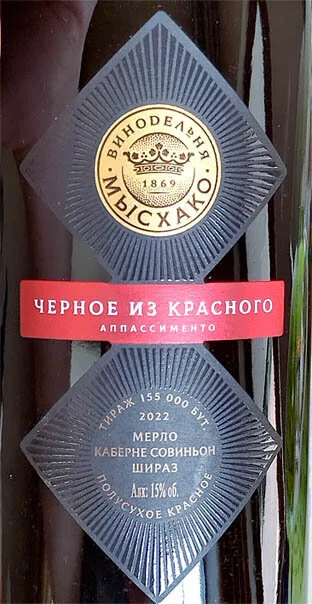 ВИНОДЕЛЬНЯ
1869
МЫСХАКО
ЧЕРНОЕ ИЗ КРАСНОГО
АППАССИМЕНТО
ТИРАЖ 155 000 БУТ.
2022
МЕРЛО
КАБЕРНЕ СОВИНЬОН
ШИРАЗ
Алк: 15% об.
ПОЛУСУХОЕ КРАСНОЕ